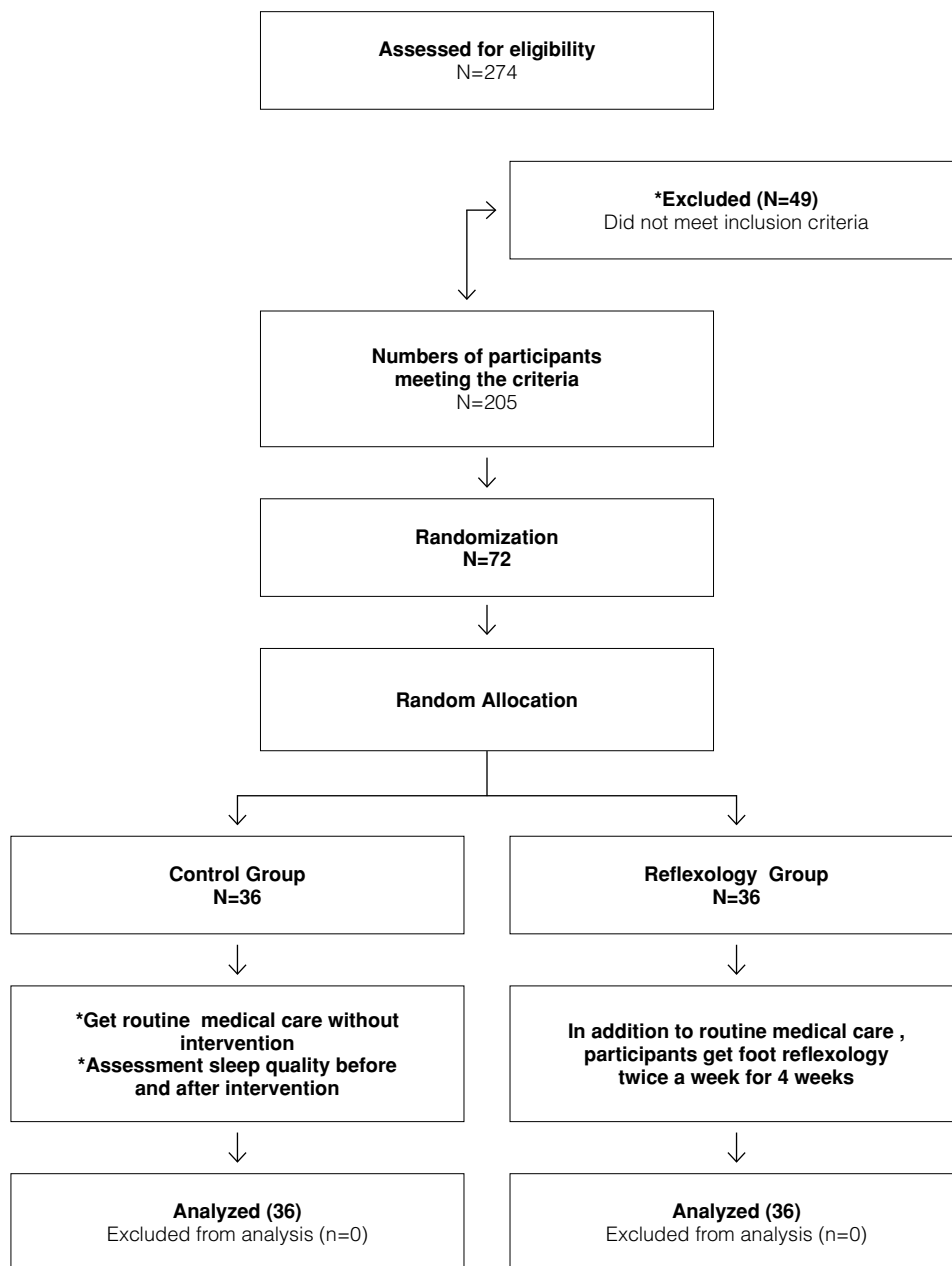 Assessed for eligibility
N=274
*Excluded (N=49)
Did not meet inclusion criteria
Numbers of participants
meeting the criteria
N=205
Randomization
N=72
Random Allocation
Control Group
N=36
Reflexology Group
N=36
*Get routine medical care without
intervention
*Assessment sleep quality before
and after intervention
In addition to routine medical care ,
participants get foot reflexology
twice a week for 4 weeks
Analyzed (36)
Excluded from analysis (n=0)
Analyzed (36)
Excluded from analysis (n=0)